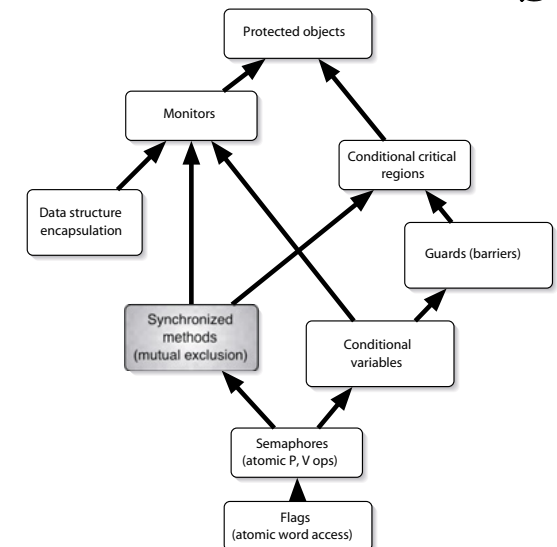 Protected objects
Monitors
Conditional critical
regions
Data structure
encapsulation
Guards (barriers)
Synchronized
methods
(mutual exclusion)
Conditional
variables
Semaphores
(atomic P, V ops)
Flags
(atomic word access)